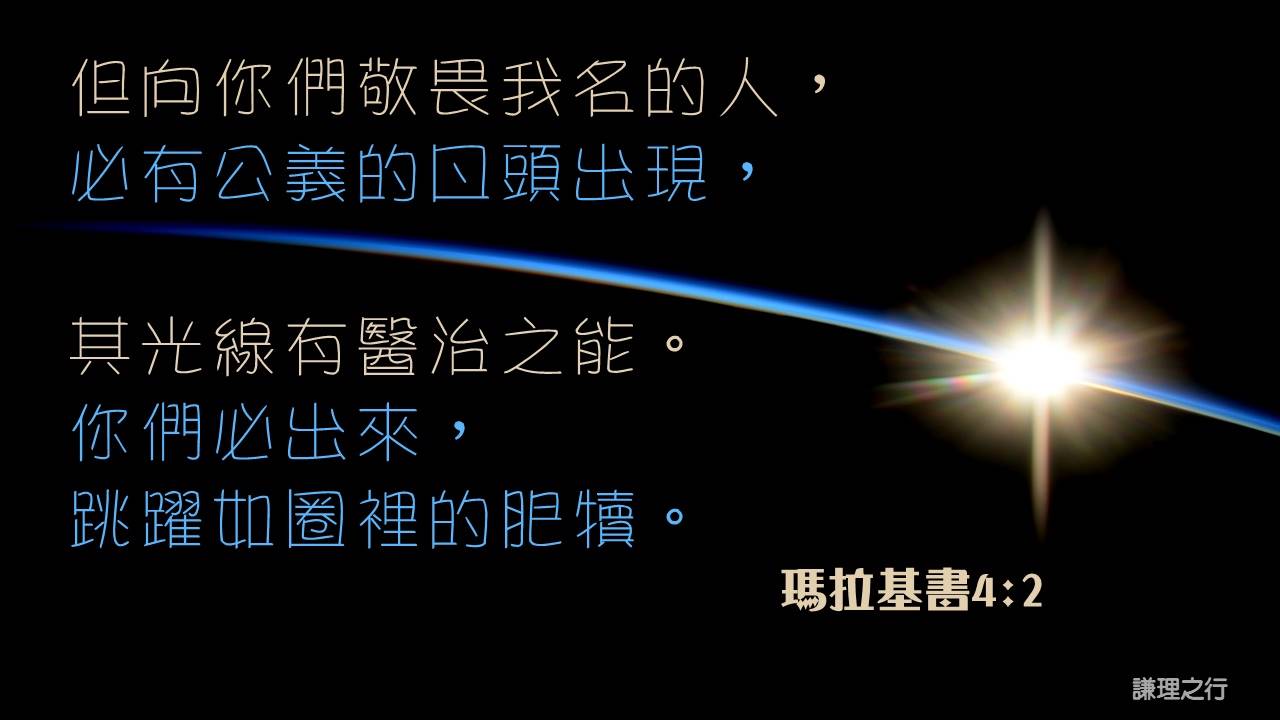 但向你們敬畏我名的人，
必有公義的日頭出現，
其光線有醫治之能。
你們必出來，
跳躍如圈裡的肥犢。
瑪拉基書4:2
謙理之行